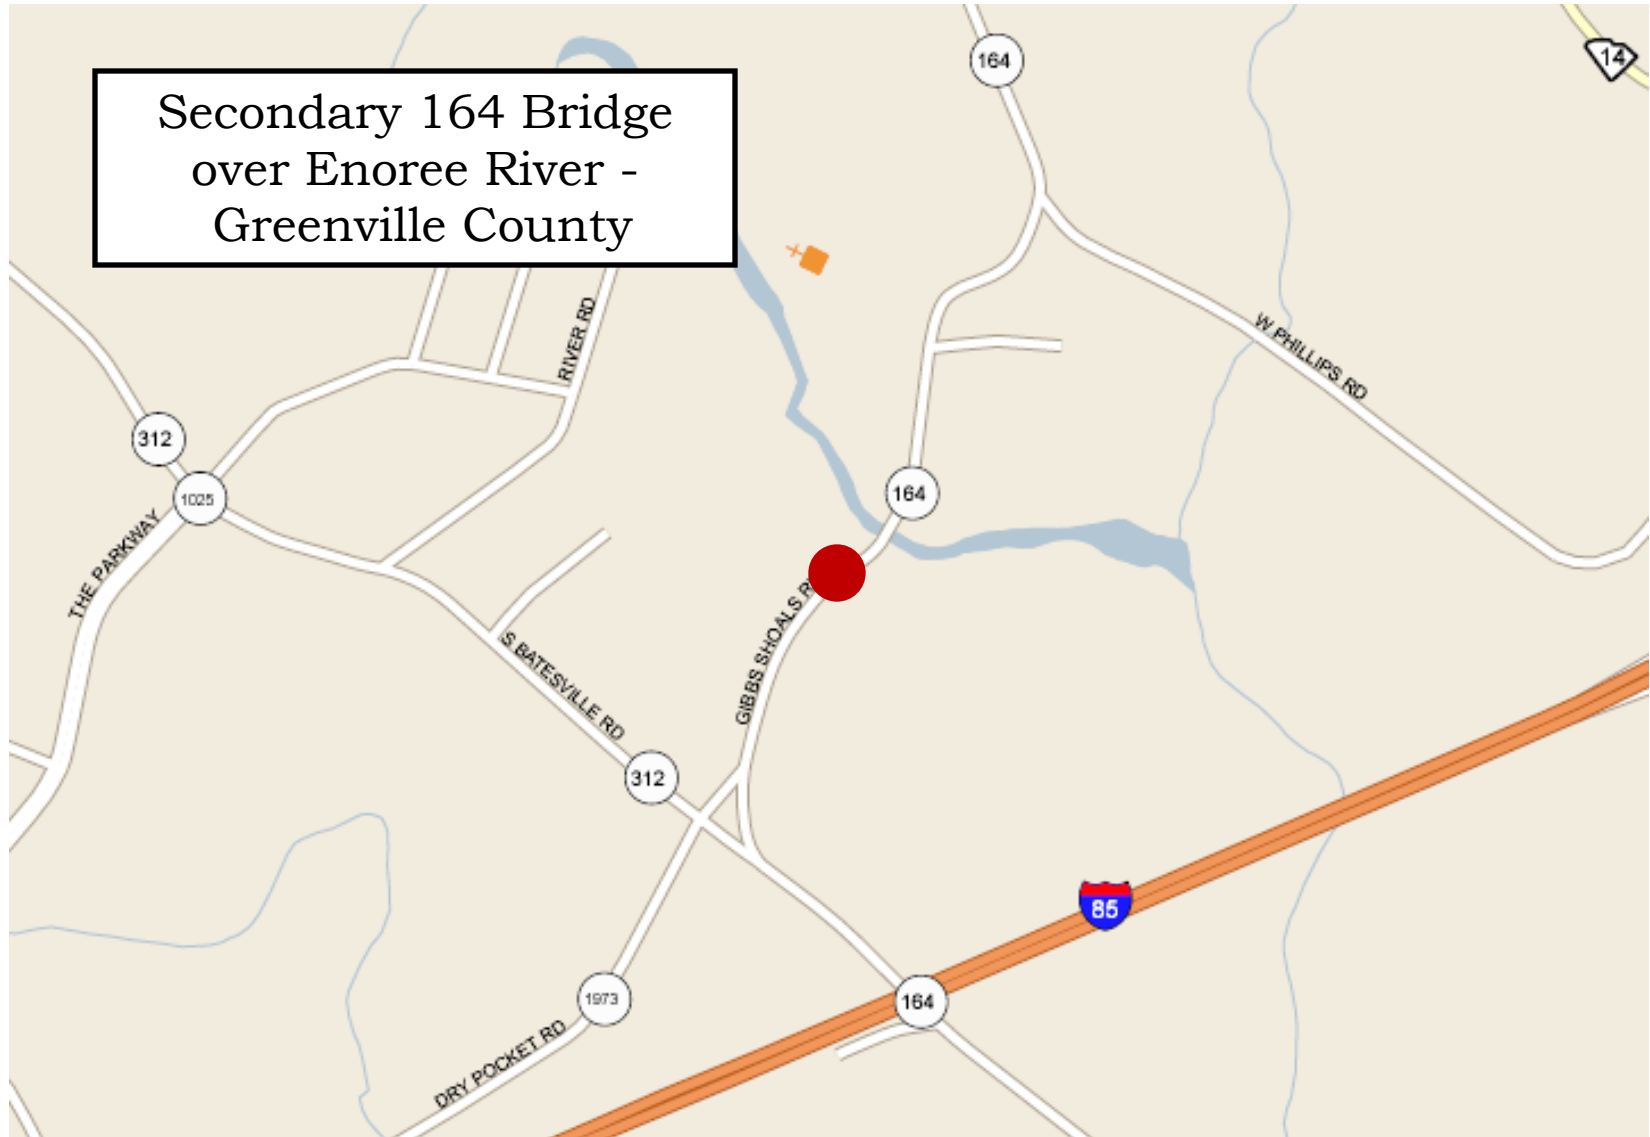 164
14
Secondary 164 Bridge
over Enoree River -
Greenville County
RIVER RD
W PHILLIPS RD
312
1025
164
THE PARKWAY
GIBBS SHOALS
S BATESVILLE RD
312
85
1973
164
DRY POCKET RD